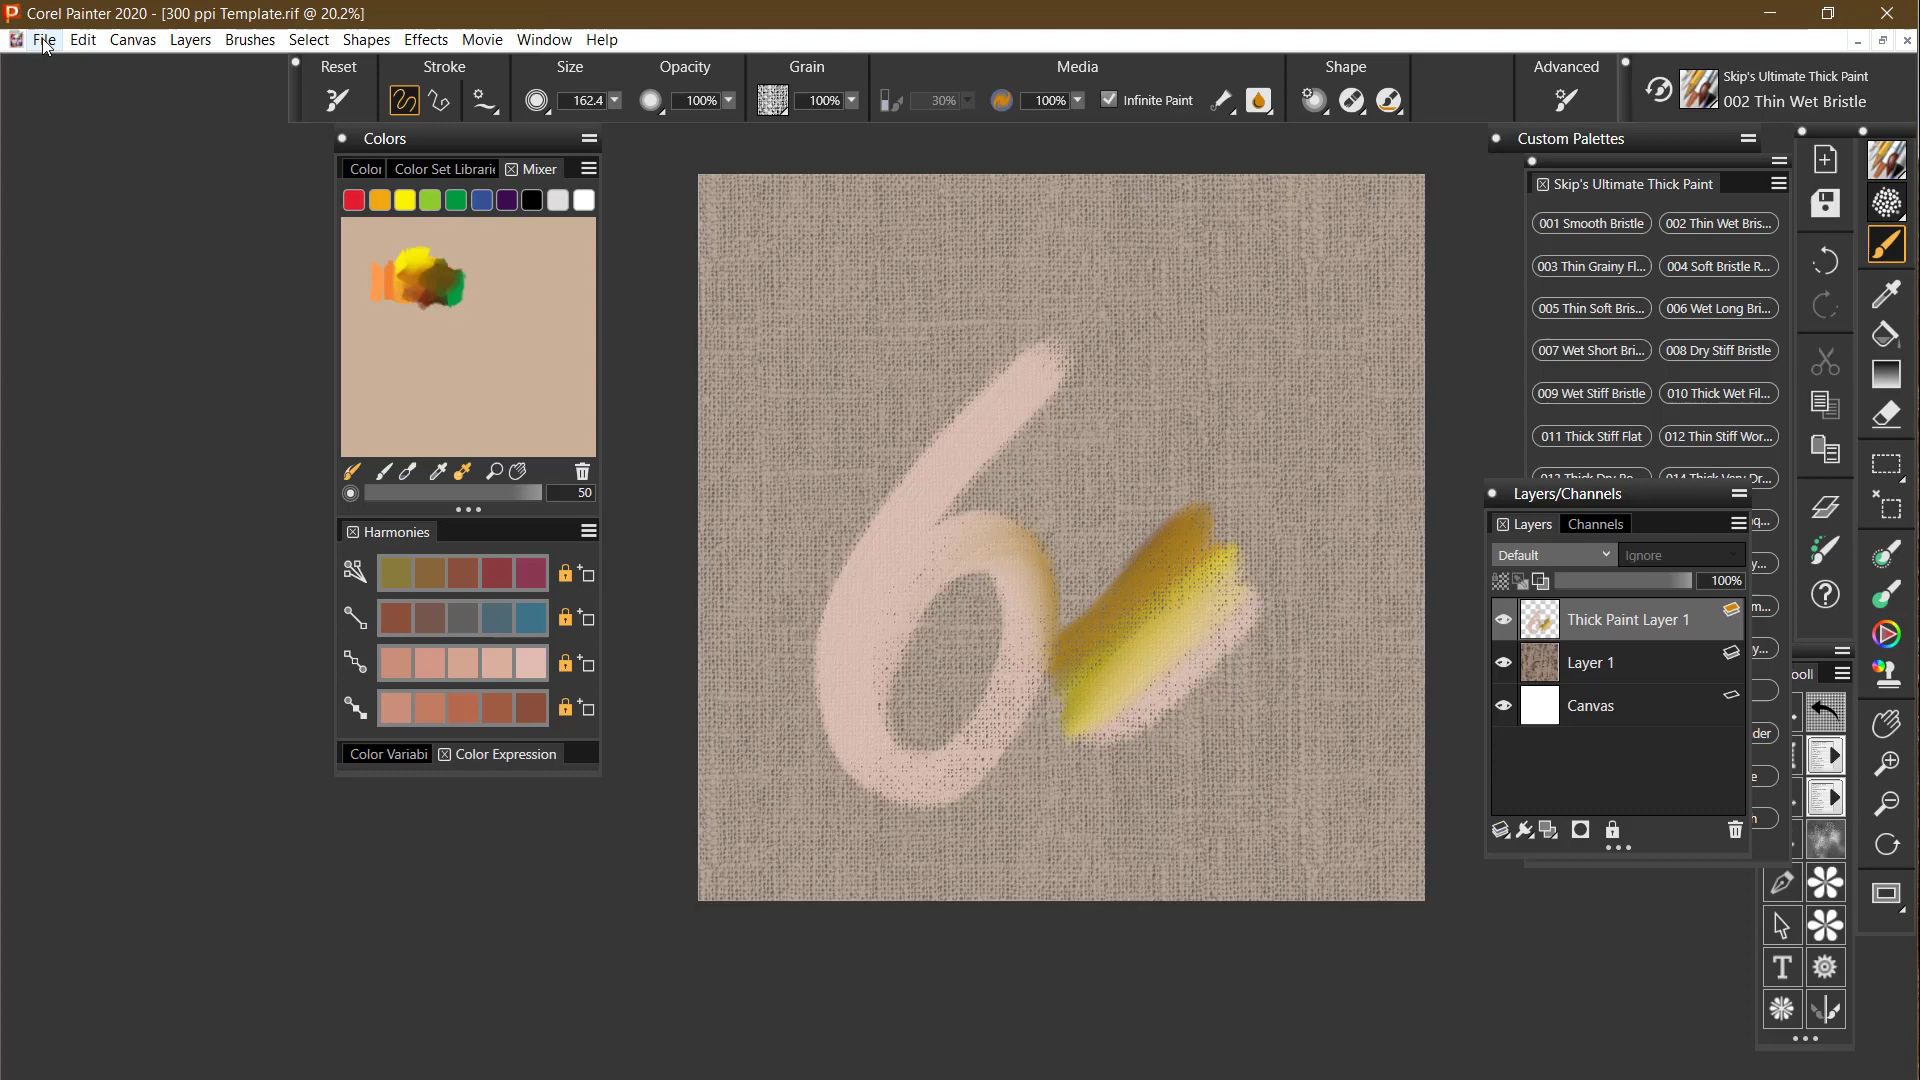 Corel Painter 2020 - [300 ppi Template.rif @ 20.2%]
File Edit Canvas Layers Brushes Select Shapes Effects Movie Window Help
Reset Stroke Size Opacity Grain Media Shape Advanced
162.4 100% 100% 30% 100% Infinite Paint
Skip's Ultimate Thick Paint
002 Thin Wet Bristle
Colors
Color Color Set Librarie Mixer
50
Harmonies
Color Variabi Color Expression
6
Custom Palettes
Skip's Ultimate Thick Paint
001 Smooth Bristle 002 Thin Wet Bris...
003 Thin Grainy Fl... 004 Soft Bristle R...
005 Thin Soft Bris... 006 Wet Long Bri...
007 Wet Short Bri... 008 Dry Stiff Bristle
009 Wet Stiff Bristle 010 Thick Wet Fil...
011 Thick Stiff Flat 012 Thin Stiff Wor...
Layers/Channels
Layers Channels
Default Ignore
100%
Thick Paint Layer 1
Layer 1
Canvas
q...
y...
m...
y...
ooll
der
e
n
T